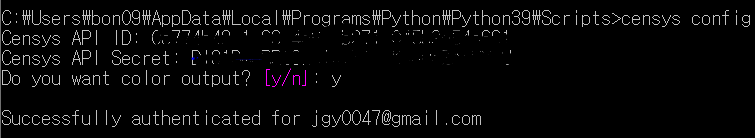 C:₩Users₩bon09₩AppData₩Local₩Programs₩Python₩Python39₩Scripts>censys config
Censys API ID:
Censys API Secret:
Do you want color output? [y/n]: y
Successfully authenticated for jgy0047@gmail.com